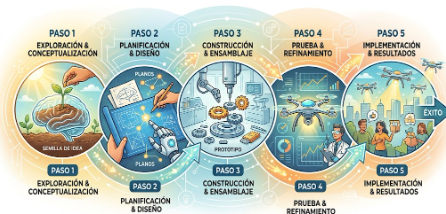 PASO 1
EXPLORACIÓN &
CONCEPTUALIZACIÓN
PASO 2
PLANIFICACIÓN
& DISEÑO
PASO 3
CONSTRUCCIÓN
& ENSAMBLAJE
PASO 4
PRUEBA &
REFINAMIENTO
PASO 5
IMPLEMENTACIÓN
& RESULTADOS
SEMILLA DE IDEA
PLANOS
PLANOS
PROTOTIPO
ÉXITO
PASO 1
EXPLORACIÓN &
CONCEPTUALIZACIÓN
PASO 2
PLANIFICACIÓN
& DISEÑO
PASO 3
CONSTRUCCIÓN
& ENSAMBLAJE
PASO 4
PRUEBA &
REFINAMIENTO
PASO 5
IMPLEMENTACIÓN
& RESULTADOS